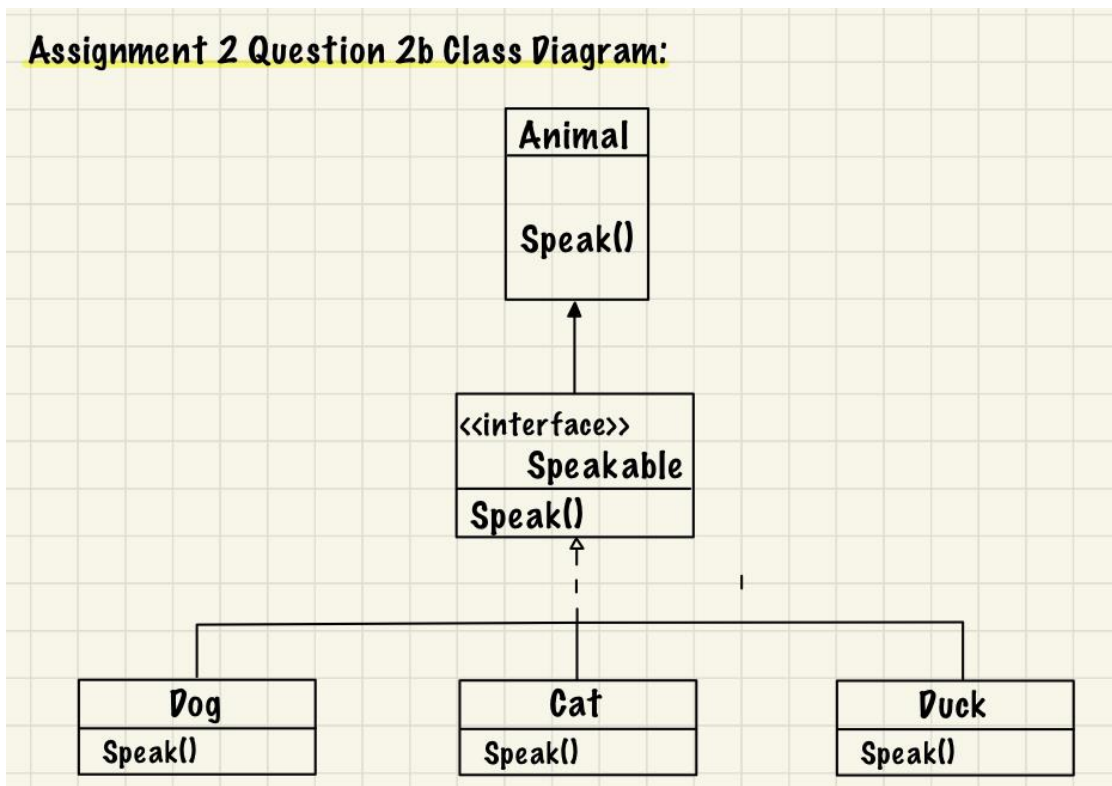 Assignment 2 Question 2b Class Diagram:
Animal
Speak()
<<interface>>
Speakable
Speak()
Dog
Speak()
Cat
Speak()
Duck
Speak()